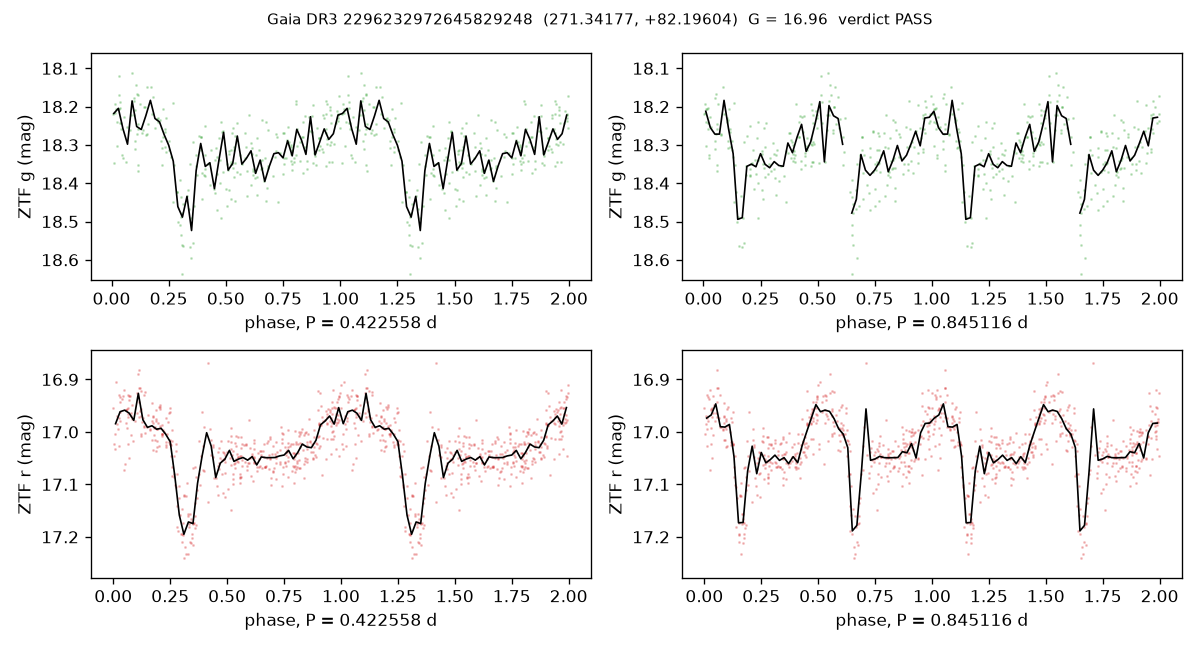 Gaia DR3 2296232972645829248 (271.34177, +82.19604) G = 16.96 verdict PASS
ZTF g (mag)
18.1
18.2
18.3
18.4
18.5
18.6
0.00 0.25 0.50 0.75 1.00 1.25 1.50 1.75 2.00
phase, P = 0.422558 d
ZTF g (mag)
18.1
18.2
18.3
18.4
18.5
18.6
0.00 0.25 0.50 0.75 1.00 1.25 1.50 1.75 2.00
phase, P = 0.845116 d
ZTF r (mag)
16.9
17.0
17.1
17.2
0.00 0.25 0.50 0.75 1.00 1.25 1.50 1.75 2.00
phase, P = 0.422558 d
ZTF r (mag)
16.9
17.0
17.1
17.2
0.00 0.25 0.50 0.75 1.00 1.25 1.50 1.75 2.00
phase, P = 0.845116 d